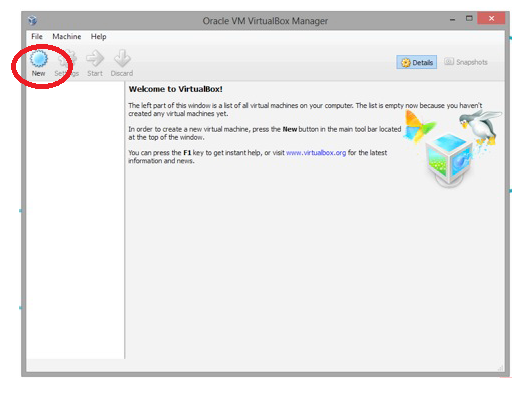 Oracle VM VirtualBox Manager
File Machine Help
New Settings Start Discard
Details Snapshots
Welcome to VirtualBox!
The left part of this window is a list of all virtual machines on your computer. The list is empty now because you haven't
created any virtual machines yet.
In order to create a new virtual machine, press the New button in the main tool bar located
at the top of the window.
You can press the F1 key to get instant help, or visit www.virtualbox.org for the latest
information and news.